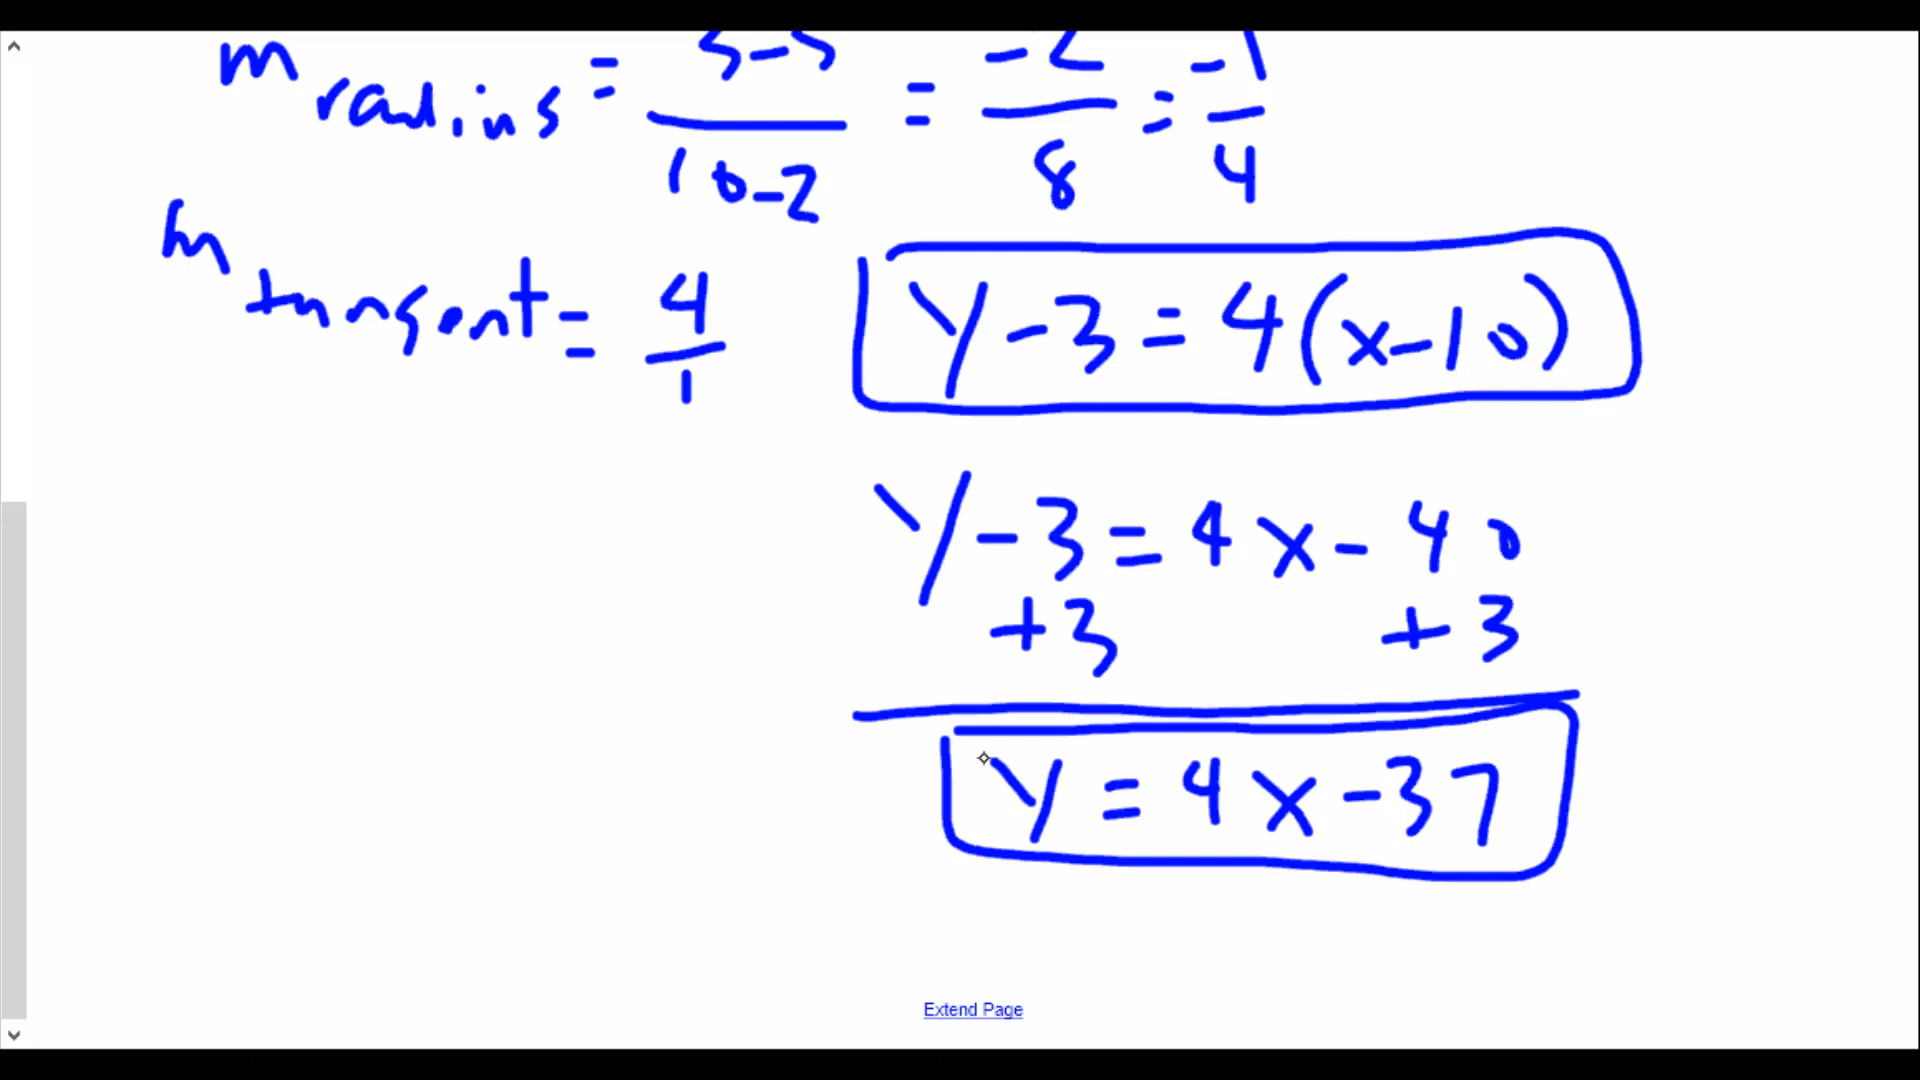 m radius = 3-5/10-2 = -2/8 = -1/4
m tangent = 4/1
Y-3=4(x-10)
Y-3=4x-40
+3 +3
Y=4x-37
Extend Page